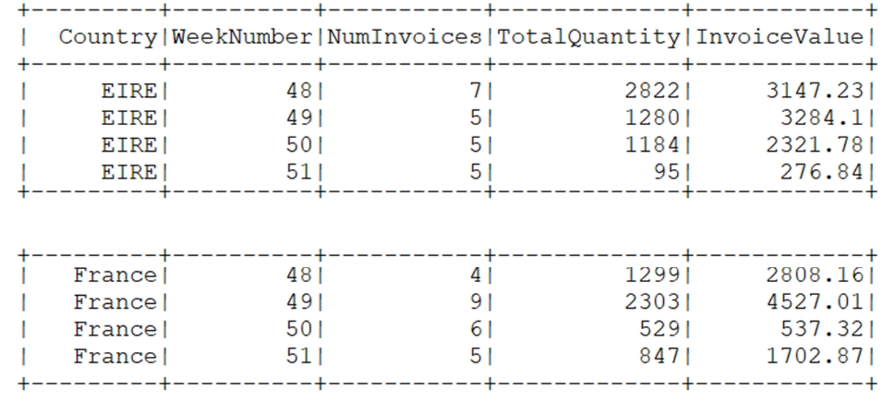 +---------+----------+----------+-------------+------------+
|  Country|WeekNumber|NumInvoices|TotalQuantity|InvoiceValue|
+---------+----------+----------+-------------+------------+
|     EIRE|        48|          7|         2822|     3147.23|
|     EIRE|        49|          5|         1280|      3284.1|
|     EIRE|        50|          5|         1184|     2321.78|
|     EIRE|        51|          5|           95|      276.84|
+---------+----------+----------+-------------+------------+
+---------+----------+----------+-------------+------------+
|   France|        48|          4|         1299|     2808.16|
|   France|        49|          9|         2303|     4527.01|
|   France|        50|          6|          529|      537.32|
|   France|        51|          5|          847|     1702.87|
+---------+----------+----------+-------------+------------+